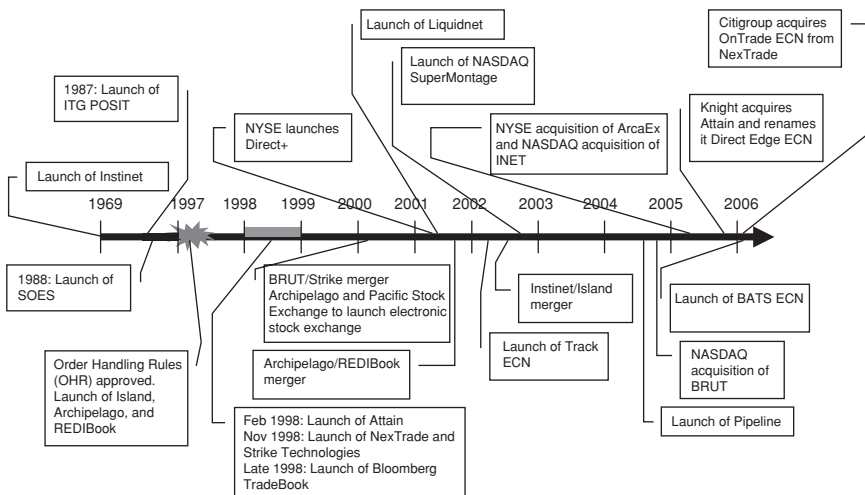 Launch of Liquidnet
Citigroup acquires
OnTrade ECN from
NexTrade
Launch of NASDAQ
SuperMontage
1987: Launch of
ITG POSIT
Knight acquires
Attain and renames
it Direct Edge ECN
NYSE launches
Direct+
NYSE acquisition of ArcaEx
and NASDAQ acquisition of
INET
Launch of Instinet
1969 1997 1998 1999 2000 2001 2002 2003 2004 2005 2006
1988: Launch of
SOES
BRUT/Strike merger
Archipelago and Pacific Stock
Exchange to launch electronic
stock exchange
Instinet/Island
merger
Launch of BATS ECN
Order Handling Rules
(OHR) approved.
Launch of Island,
Archipelago, and
REDIBook
Archipelago/REDIBook
merger
Launch of Track
ECN
NASDAQ
acquisition of
BRUT
Feb 1998: Launch of Attain
Nov 1998: Launch of NexTrade and
Strike Technologies
Late 1998: Launch of Bloomberg
TradeBook
Launch of Pipeline